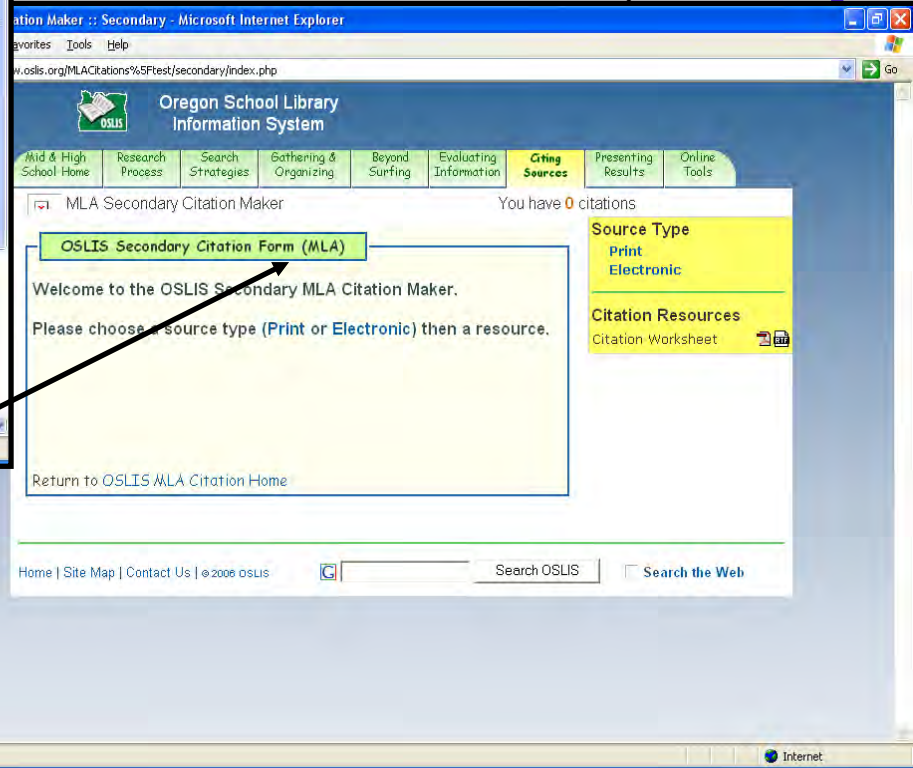 ation Maker :: Secondary - Microsoft Internet Explorer
avorites Tools Help
w.oslis.org/MLACitations%5Ftest/secondary/index.php
Go
OSLIS
Oregon School Library
Information System
Mid & High School Home
Research Process
Search Strategies
Gathering & Organizing
Beyond Surfing
Evaluating Information
Citing Sources
Presenting Results
Online Tools
MLA Secondary Citation Maker
You have 0 citations
OSLIS Secondary Citation Form (MLA)
Welcome to the OSLIS Secondary MLA Citation Maker.
Please choose a source type (Print or Electronic) then a resource.
Return to OSLIS MLA Citation Home
Source Type
Print
Electronic
Citation Resources
Citation Worksheet
RTF
Home | Site Map | Contact Us | © 2006 OSLIS
G
Search OSLIS
Search the Web
Internet